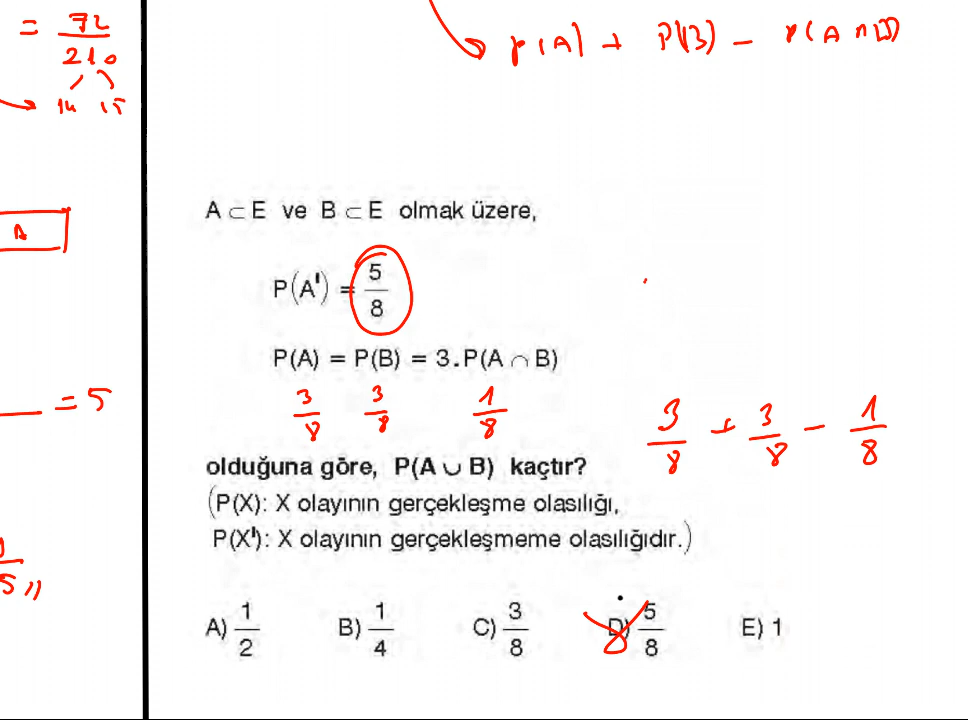 = 72/210
14 15
P(A) + P(B) - P(A ∩ B)
A
A ⊂ E ve B ⊂ E olmak üzere,
P(A') = 5/8
P(A) = P(B) = 3.P(A ∩ B)
3/8 3/8 1/8
= 5
3/8 + 3/8 - 1/8
olduğuna göre, P(A ∪ B) kaçtır?
(P(X): X olayının gerçekleşme olasılığı,
P(X'): X olayının gerçekleşmeme olasılığıdır.)
A) 1/2 B) 1/4 C) 3/8 D) 5/8 E) 1